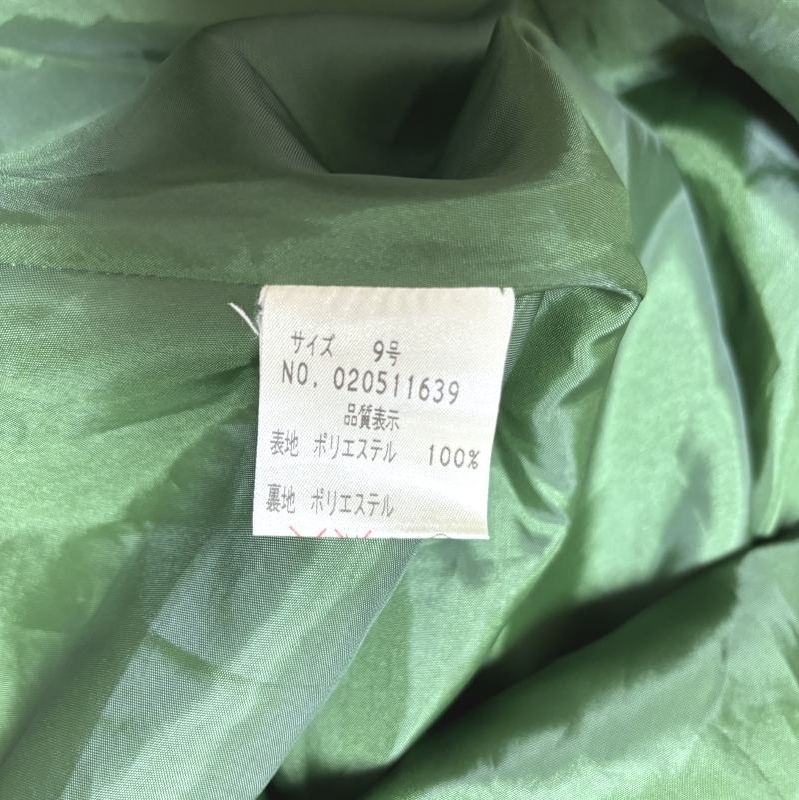 サイズ 9号
NO. 020511639
品質表示
表地 ポリエステル 100%
裏地 ポリエステル